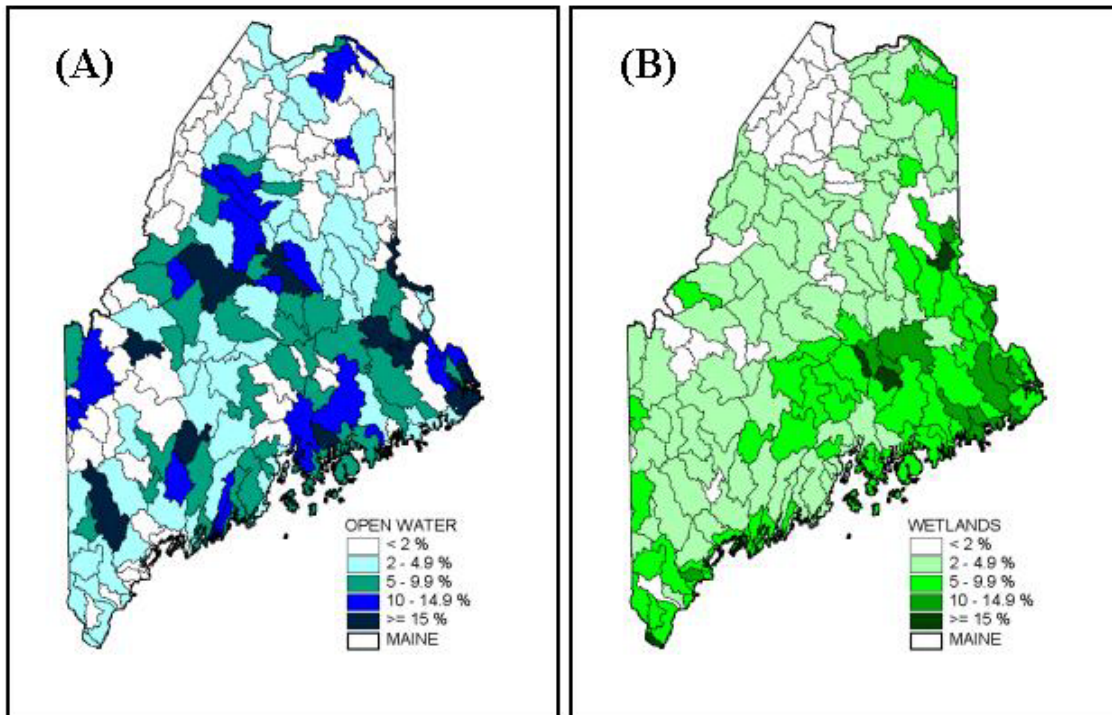 (A)
OPEN WATER
< 2 %
2 - 4.9 %
5 - 9.9 %
10 - 14.9 %
>= 15 %
MAINE
(B)
WETLANDS
< 2 %
2 - 4.9 %
5 - 9.9 %
10 - 14.9 %
>= 15 %
MAINE